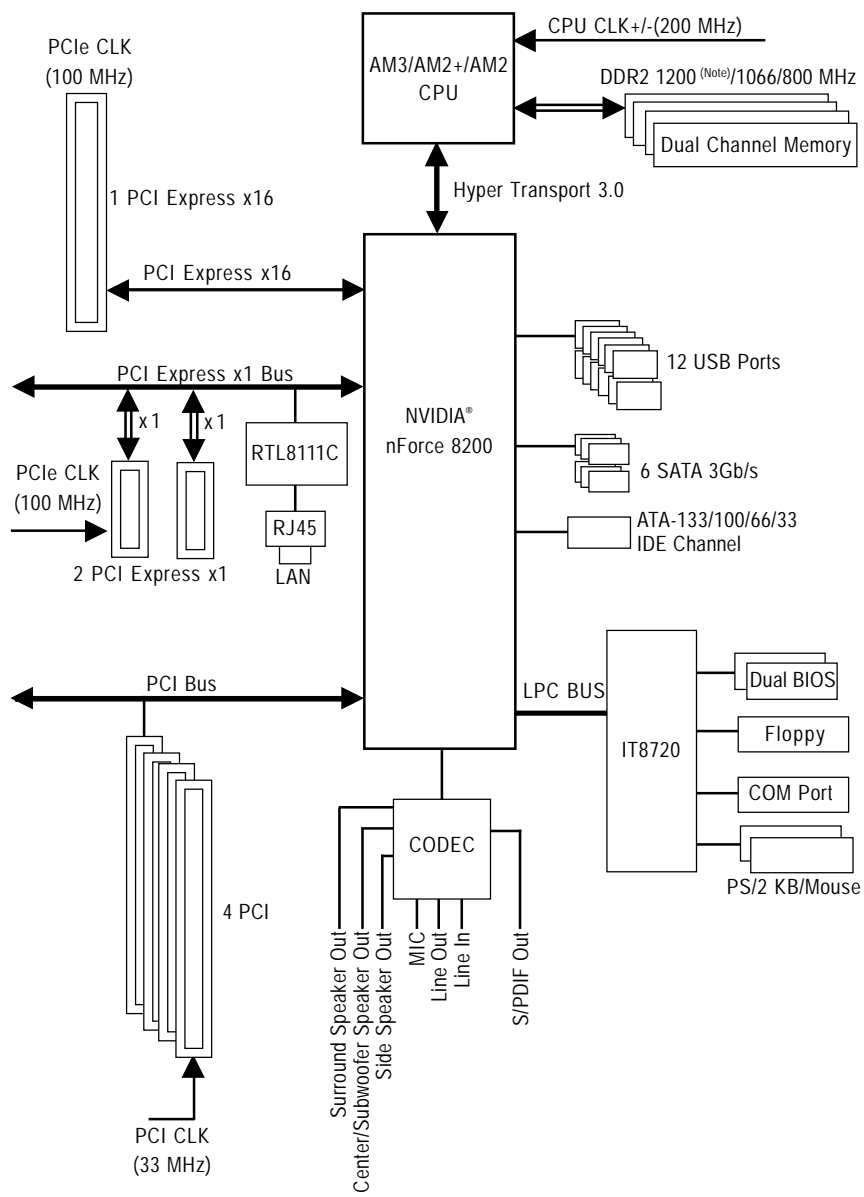 CPU CLK+/-(200 MHz)
PCIe CLK
(100 MHz)
AM3/AM2+/AM2
CPU
DDR2 1200 (Note)/1066/800 MHz
Dual Channel Memory
1 PCI Express x16
Hyper Transport 3.0
PCI Express x16
12 USB Ports
PCI Express x1 Bus
NVIDIA®
nForce 8200
x1
x1
RTL8111C
PCIe CLK
(100 MHz)
6 SATA 3Gb/s
RJ45
ATA-133/100/66/33
IDE Channel
LAN
2 PCI Express x1
PCI Bus
LPC BUS
Dual BIOS
IT8720
Floppy
COM Port
PS/2 KB/Mouse
CODEC
4 PCI
Surround Speaker Out
Center/Subwoofer Speaker Out
Side Speaker Out
MIC
Line Out
Line In
S/PDIF Out
PCI CLK
(33 MHz)